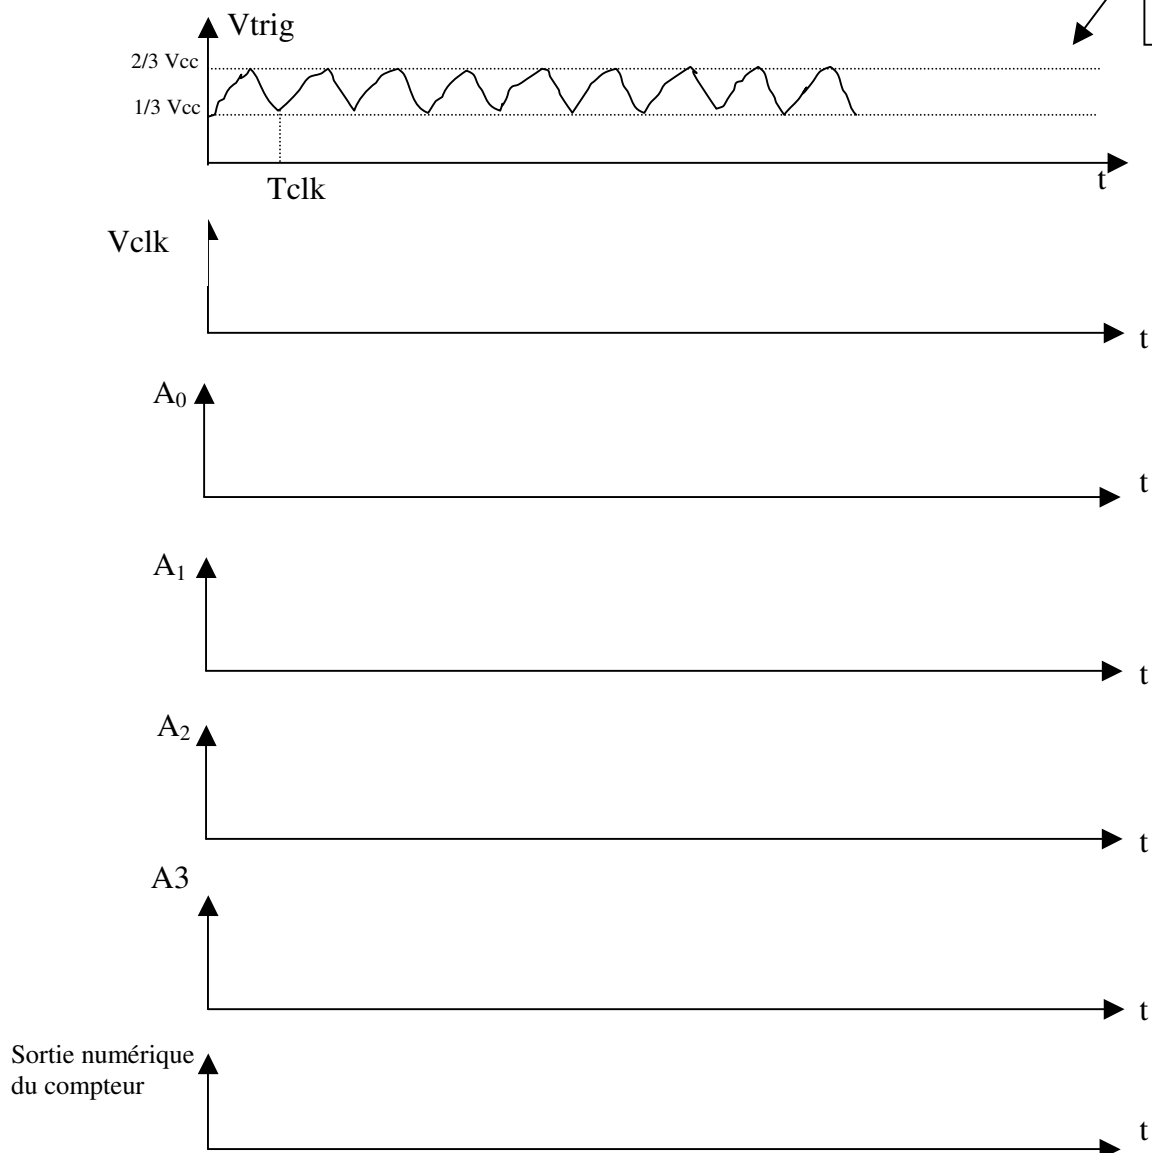 Vtrig
2/3 Vcc
1/3 Vcc
t
Tclk
Vclk
t
A₀
t
A₁
t
A₂
t
A3
t
Sortie numérique
du compteur
t